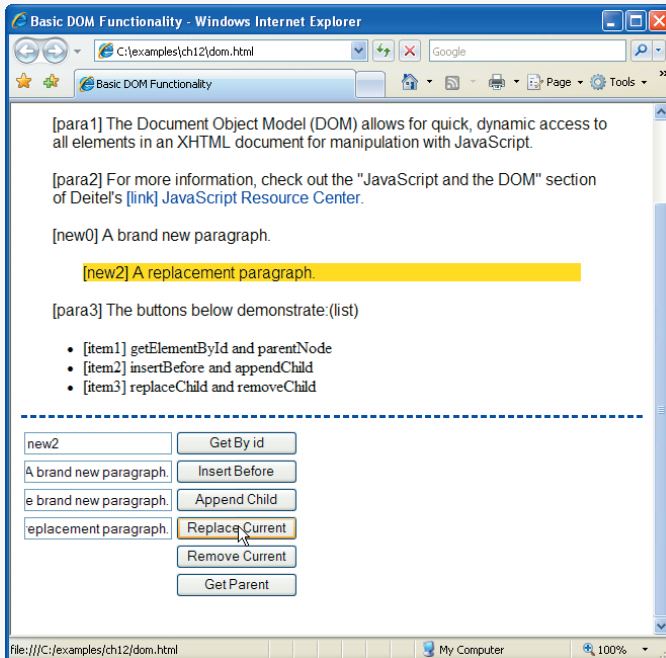 Basic DOM Functionality - Windows Internet Explorer
C:\examples\ch12\dom.html
Google
Basic DOM Functionality
Page
Tools
»
[para1] The Document Object Model (DOM) allows for quick, dynamic access to
all elements in an XHTML document for manipulation with JavaScript.
[para2] For more information, check out the "JavaScript and the DOM" section
of Deitel's [link] JavaScript Resource Center.
[new0] A brand new paragraph.
[new2] A replacement paragraph.
[para3] The buttons below demonstrate:(list)
• [item1] getElementById and parentNode
• [item2] insertBefore and appendChild
• [item3] replaceChild and removeChild
new2 Get By id
A brand new paragraph. Insert Before
e brand new paragraph. Append Child
replacement paragraph. Replace Current
Remove Current
Get Parent
file:///C:/examples/ch12/dom.html My Computer 100%